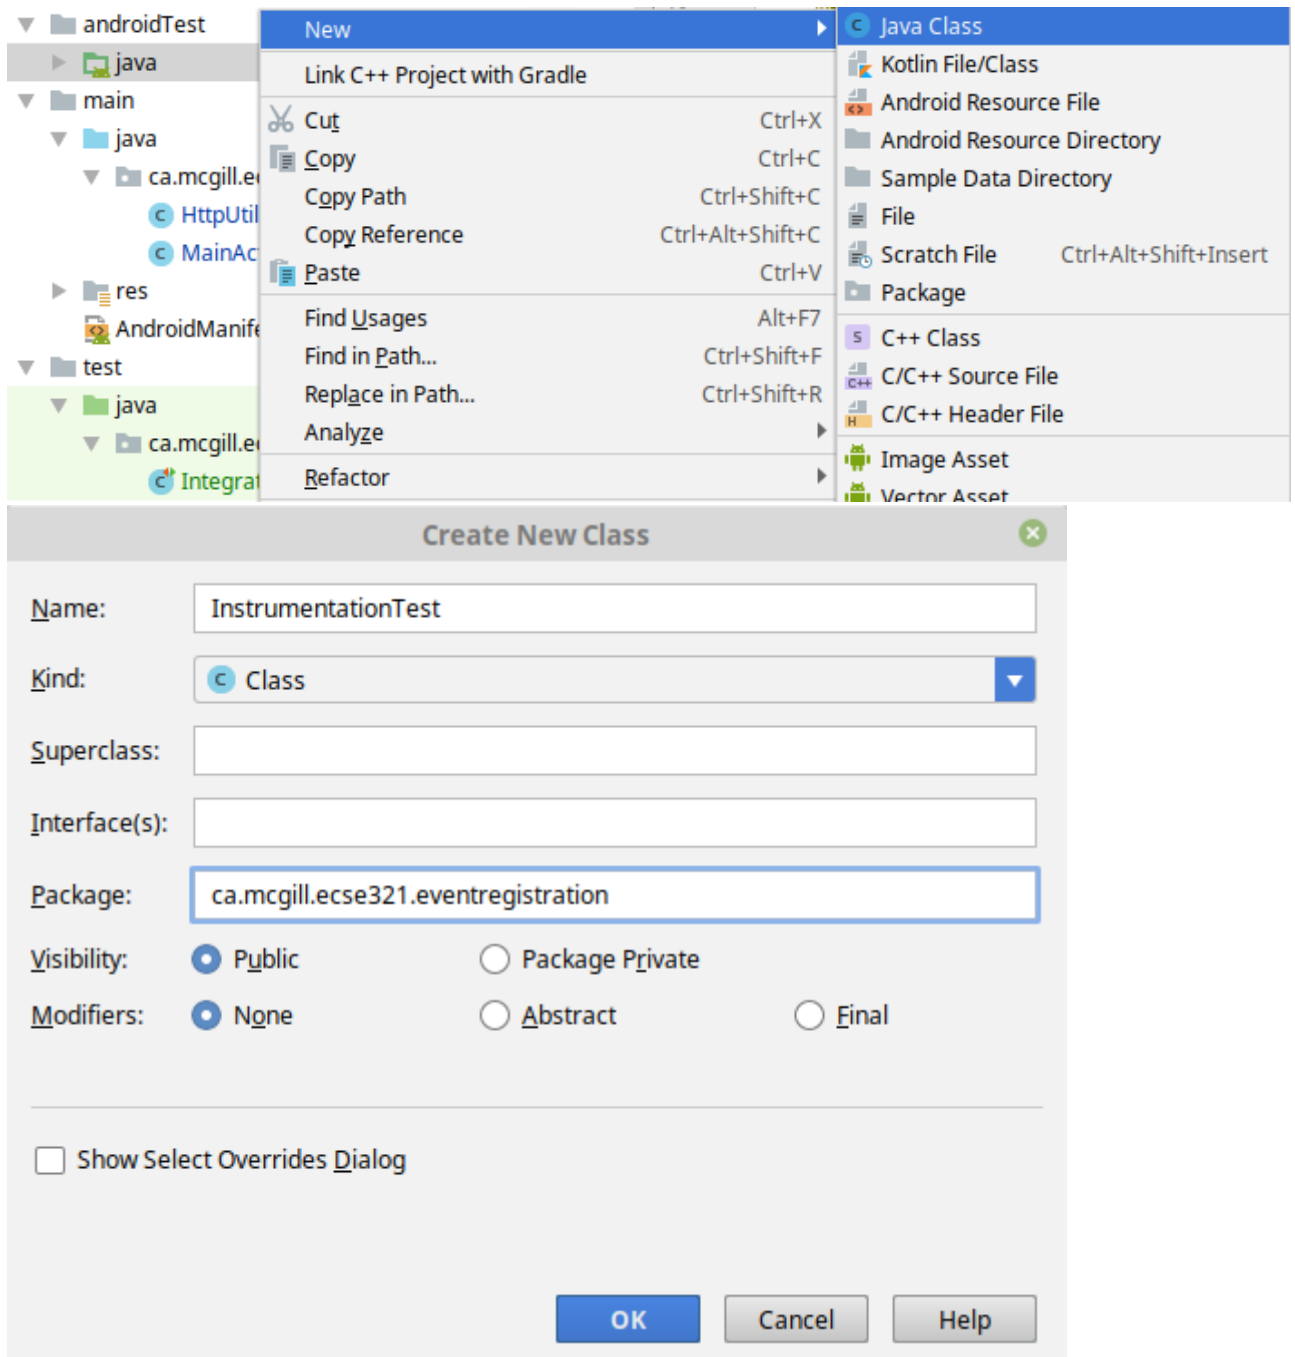 androidTest
java
main
java
ca.mcgill.e
HttpUtil
MainAc
res
AndroidManife
test
java
ca.mcgill.e
Integrat
New
Link C++ Project with Gradle
Cut Ctrl+X
Copy Ctrl+C
Copy Path Ctrl+Shift+C
Copy Reference Ctrl+Alt+Shift+C
Paste Ctrl+V
Find Usages Alt+F7
Find in Path... Ctrl+Shift+F
Replace in Path... Ctrl+Shift+R
Analyze
Refactor
Java Class
Kotlin File/Class
Android Resource File
Android Resource Directory
Sample Data Directory
File
Scratch File Ctrl+Alt+Shift+Insert
Package
C++ Class
C/C++ Source File
C/C++ Header File
Image Asset
Vector Asset
Create New Class
Name: InstrumentationTest
Kind: Class
Superclass:
Interface(s):
Package: ca.mcgill.ecse321.eventregistration
Visibility: Public Package Private
Modifiers: None Abstract Final
Show Select Overrides Dialog
OK Cancel Help